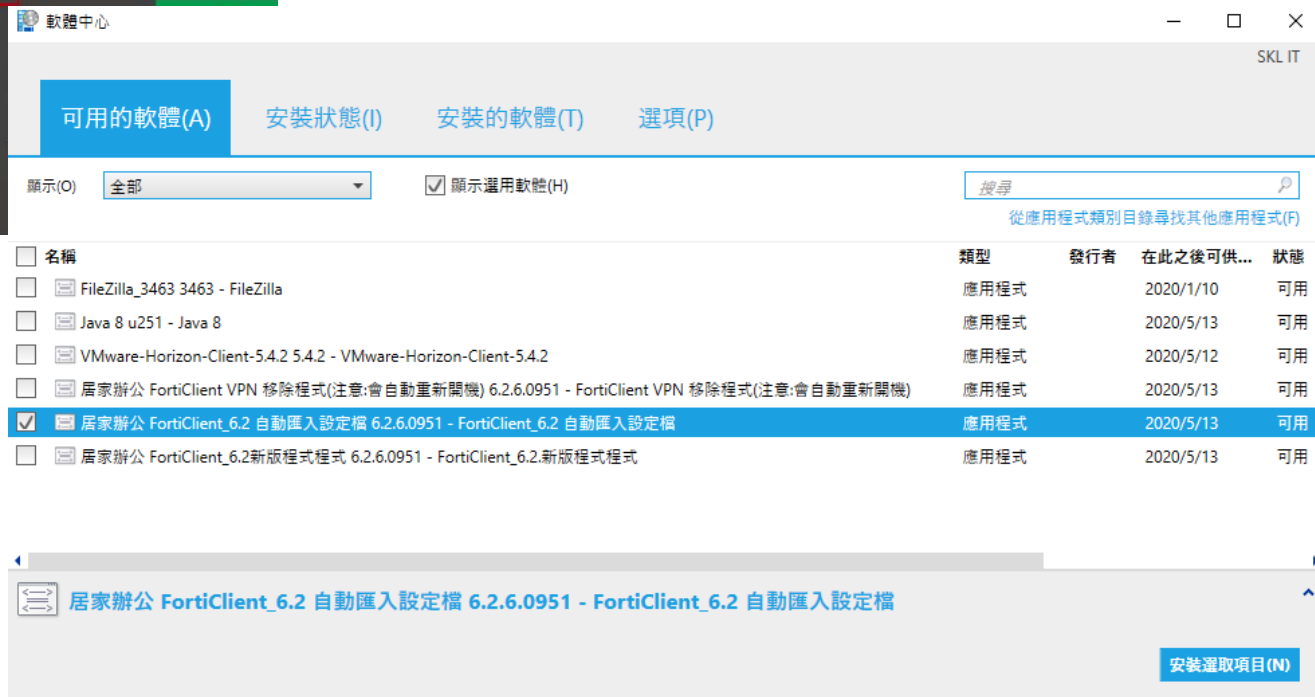 軟體中心
SKL IT
可用的軟體(A) 安裝狀態(I) 安裝的軟體(T) 選項(P)
顯示(O) 全部 顯示選用軟體(H) 搜尋
從應用程式類別目錄尋找其他應用程式(F)
名稱 類型 發行者 在此之後可供... 狀態
FileZilla_3463 3463 - FileZilla 應用程式 2020/1/10 可用
Java 8 u251 - Java 8 應用程式 2020/5/13 可用
VMware-Horizon-Client-5.4.2 5.4.2 - VMware-Horizon-Client-5.4.2 應用程式 2020/5/12 可用
居家辦公 FortiClient VPN 移除程式(注意:會自動重新開機) 6.2.6.0951 - FortiClient VPN 移除程式(注意:會自動重新開機) 應用程式 2020/5/13 可用
居家辦公 FortiClient_6.2 自動匯入設定檔 6.2.6.0951 - FortiClient_6.2 自動匯入設定檔 應用程式 2020/5/13 可用
居家辦公 FortiClient_6.2新版程式程式 6.2.6.0951 - FortiClient_6.2.新版程式程式 應用程式 2020/5/13 可用
居家辦公 FortiClient_6.2 自動匯入設定檔 6.2.6.0951 - FortiClient_6.2 自動匯入設定檔
安裝選取項目(N)